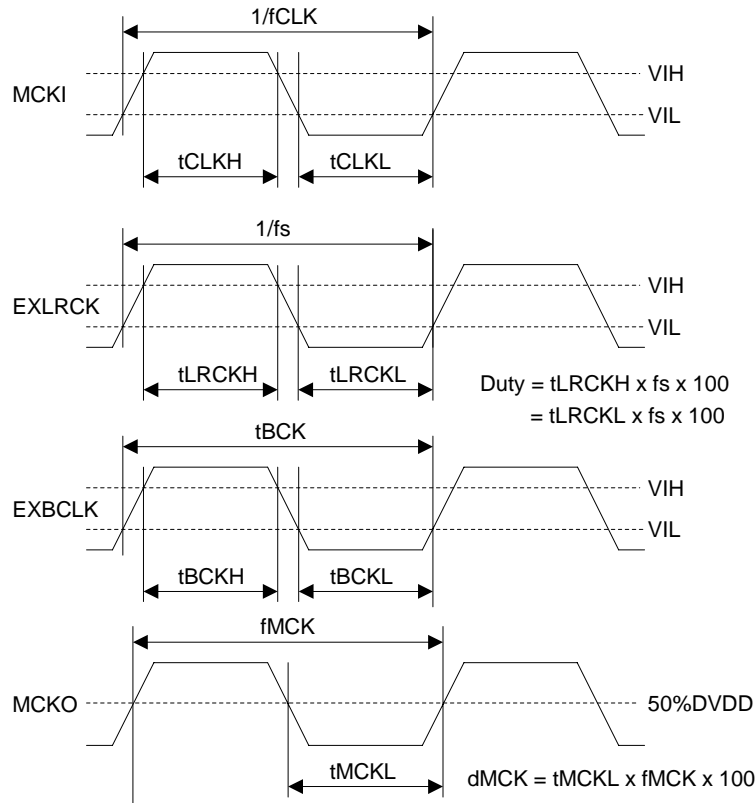 1/fCLK
MCKI
VIH
VIL
tCLKH
tCLKL
1/fs
EXLRCK
VIH
VIL
tLRCKH
tLRCKL
Duty = tLRCKH x fs x 100
= tLRCKL x fs x 100
tBCK
EXBCLK
VIH
VIL
tBCKH
tBCKL
fMCK
MCKO
50%DVDD
tMCKL
dMCK = tMCKL x fMCK x 100